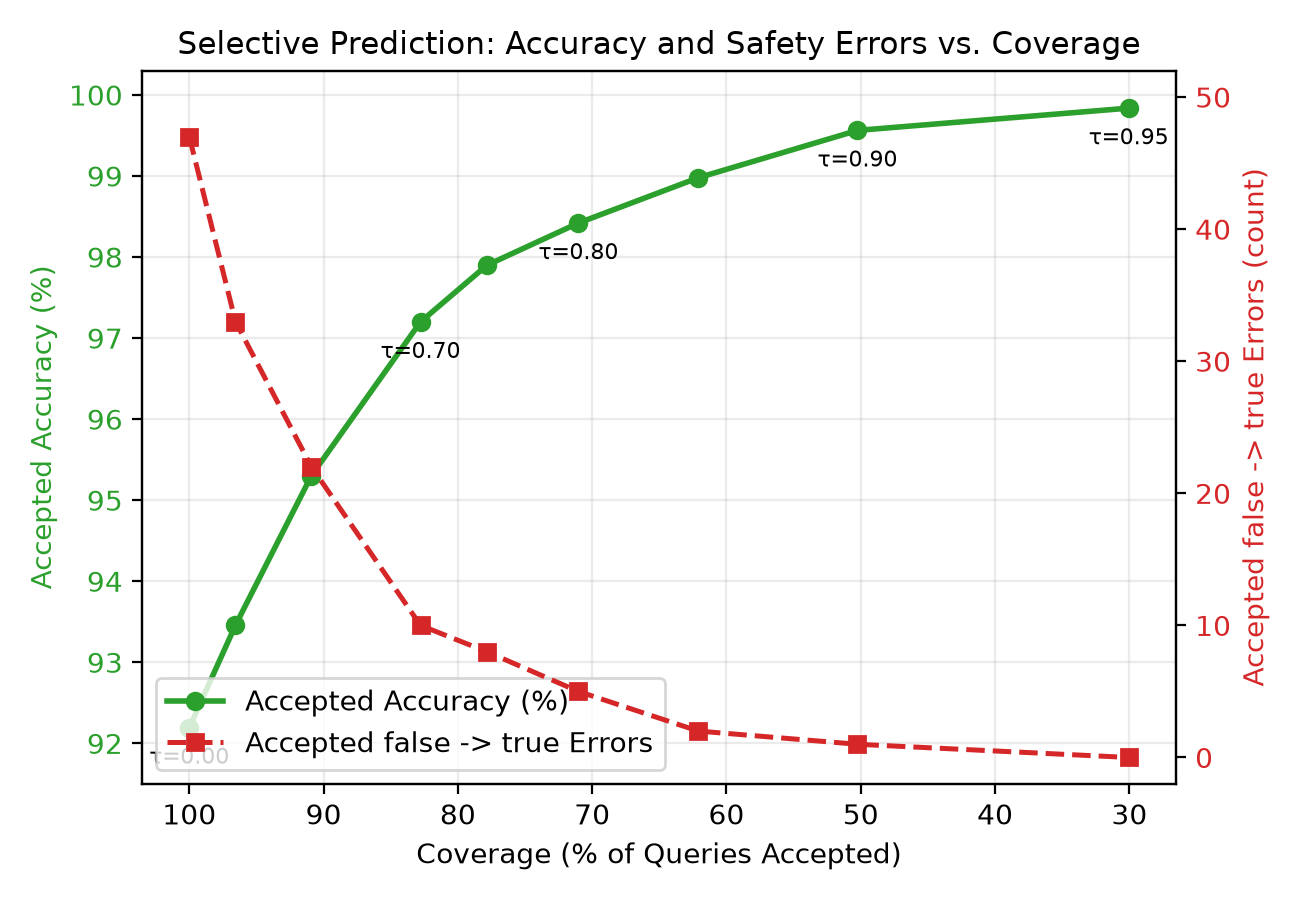 Selective Prediction: Accuracy and Safety Errors vs. Coverage
100
99
98
97
96
95
94
93
92
Accepted Accuracy (%)
50
40
30
20
10
0
Accepted false -> true Errors (count)
τ=0.95
τ=0.90
τ=0.80
τ=0.70
τ=0.00
Accepted Accuracy (%)
Accepted false -> true Errors
100 90 80 70 60 50 40 30
Coverage (% of Queries Accepted)